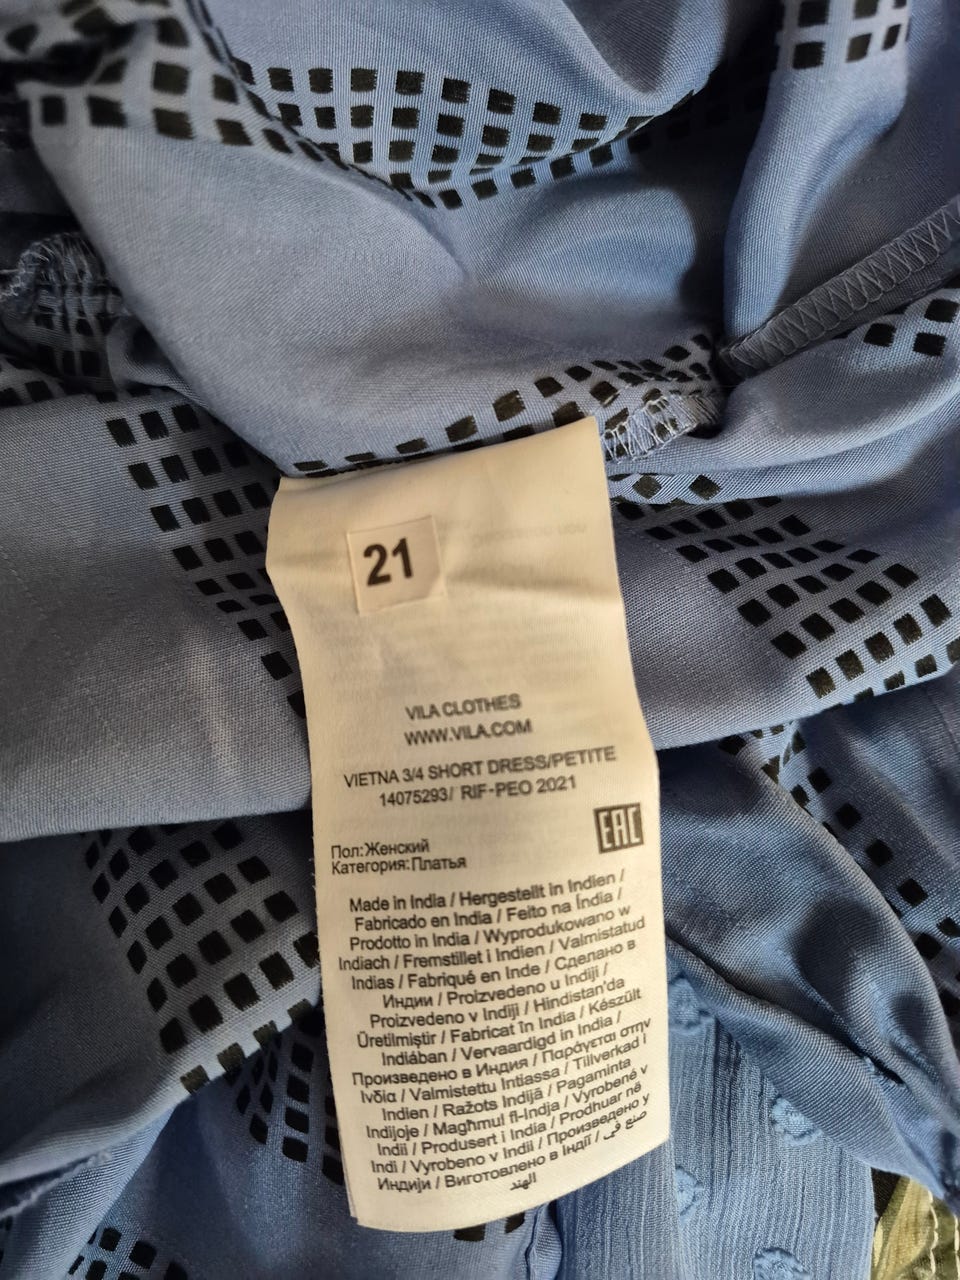 21
VILA CLOTHES
WWW.VILA.COM
VIETNA 3/4 SHORT DRESS/PETITE
14075293/ RIF-PEO 2021
EAC
Пол:Женский
Категория:Платья
Made in India / Hergestellt in Indien /
Fabricado en India / Feito na Índia /
Prodotto in India / Wyprodukowano w
Indiach / Fremstillet i Indien / Valmistatud
Indias / Fabriqué en Inde / Сделано в
Индии / Proizvedeno u Indiji /
Proizvedeno v Indiji / Hindistan'da
Üretilmiştir / Fabricat în India / Készült
Indiában / Vervaardigd in India /
Произведено в Индия / Παράγεται στην
Ινδία / Valmistettu Intiassa / Tillverkad i
Indien / Ražots Indijā / Pagaminta
Indijoje / Magħmul fl-Indja / Vyrobené v
Indii / Produsert i India / Prodhuar në
Indi / Vyrobeno v Indii / Произведено у
Индији / Виготовлено в Індії / صنع في
الهند